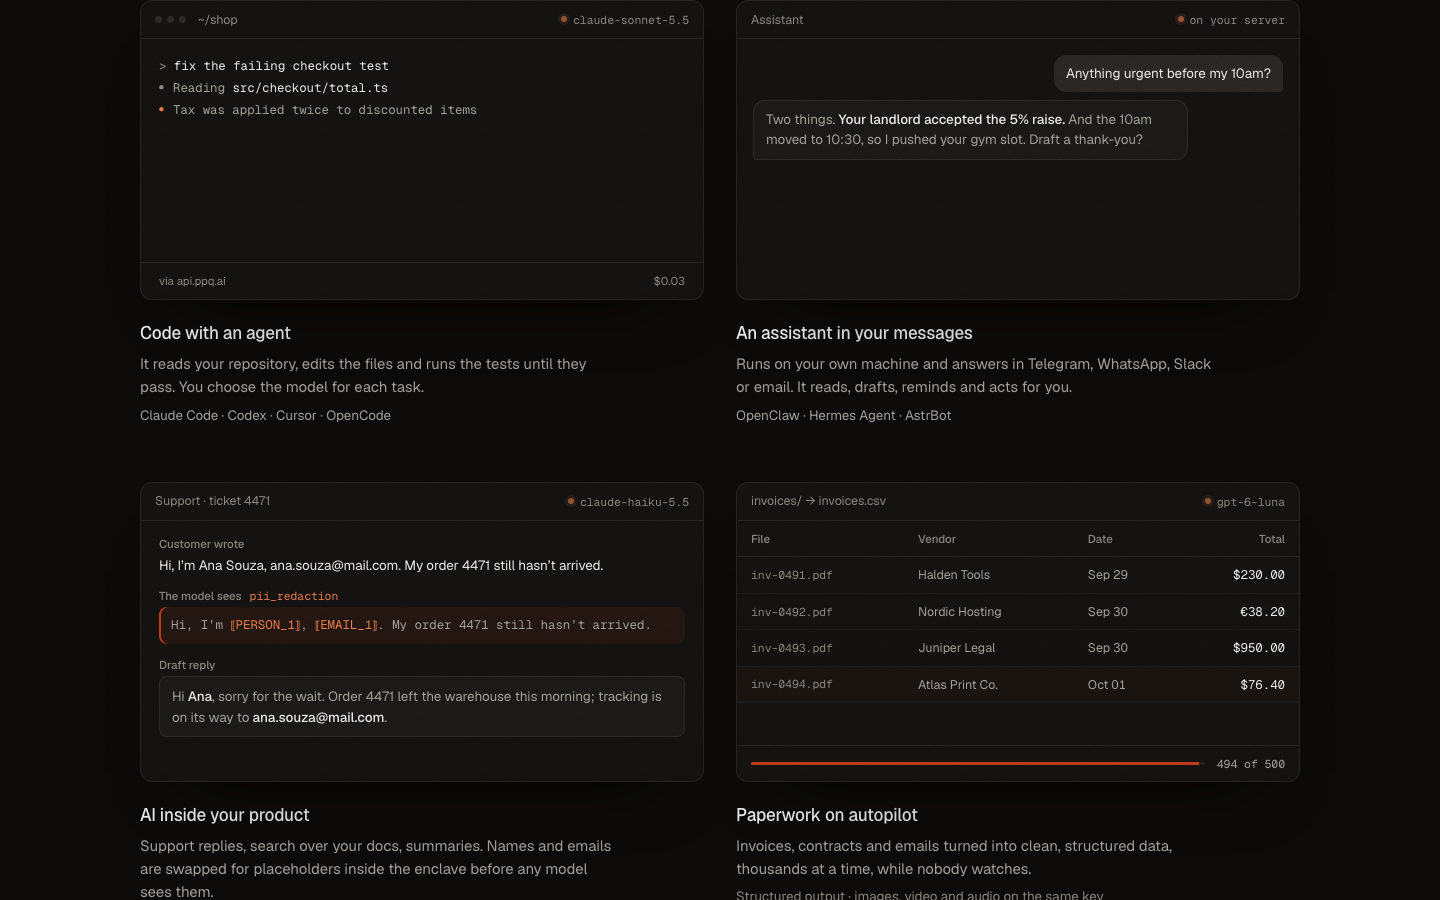 ~/shop
claude-sonnet-5.5
> fix the failing checkout test
• Reading src/checkout/total.ts
• Tax was applied twice to discounted items
via api.ppq.ai
$0.03
Code with an agent
It reads your repository, edits the files and runs the tests until they
pass. You choose the model for each task.
Claude Code · Codex · Cursor · OpenCode
Assistant
on your server
Anything urgent before my 10am?
Two things. Your landlord accepted the 5% raise. And the 10am
moved to 10:30, so I pushed your gym slot. Draft a thank-you?
An assistant in your messages
Runs on your own machine and answers in Telegram, WhatsApp, Slack
or email. It reads, drafts, reminds and acts for you.
OpenClaw · Hermes Agent · AstrBot
Support · ticket 4471
claude-haiku-5.5
Customer wrote
Hi, I’m Ana Souza, ana.souza@mail.com. My order 4471 still hasn’t arrived.
The model sees pii_redaction
Hi, I’m ⟦PERSON_1⟧, ⟦EMAIL_1⟧. My order 4471 still hasn’t arrived.
Draft reply
Hi Ana, sorry for the wait. Order 4471 left the warehouse this morning; tracking is
on its way to ana.souza@mail.com.
AI inside your product
Support replies, search over your docs, summaries. Names and emails
are swapped for placeholders inside the enclave before any model
sees them.
invoices/ → invoices.csv
gpt-6-luna
File Vendor Date Total
inv-0491.pdf Halden Tools Sep 29 $230.00
inv-0492.pdf Nordic Hosting Sep 30 €38.20
inv-0493.pdf Juniper Legal Sep 30 $950.00
inv-0494.pdf Atlas Print Co. Oct 01 $76.40
494 of 500
Paperwork on autopilot
Invoices, contracts and emails turned into clean, structured data,
thousands at a time, while nobody watches.
Structured output · images, video and audio on the same key